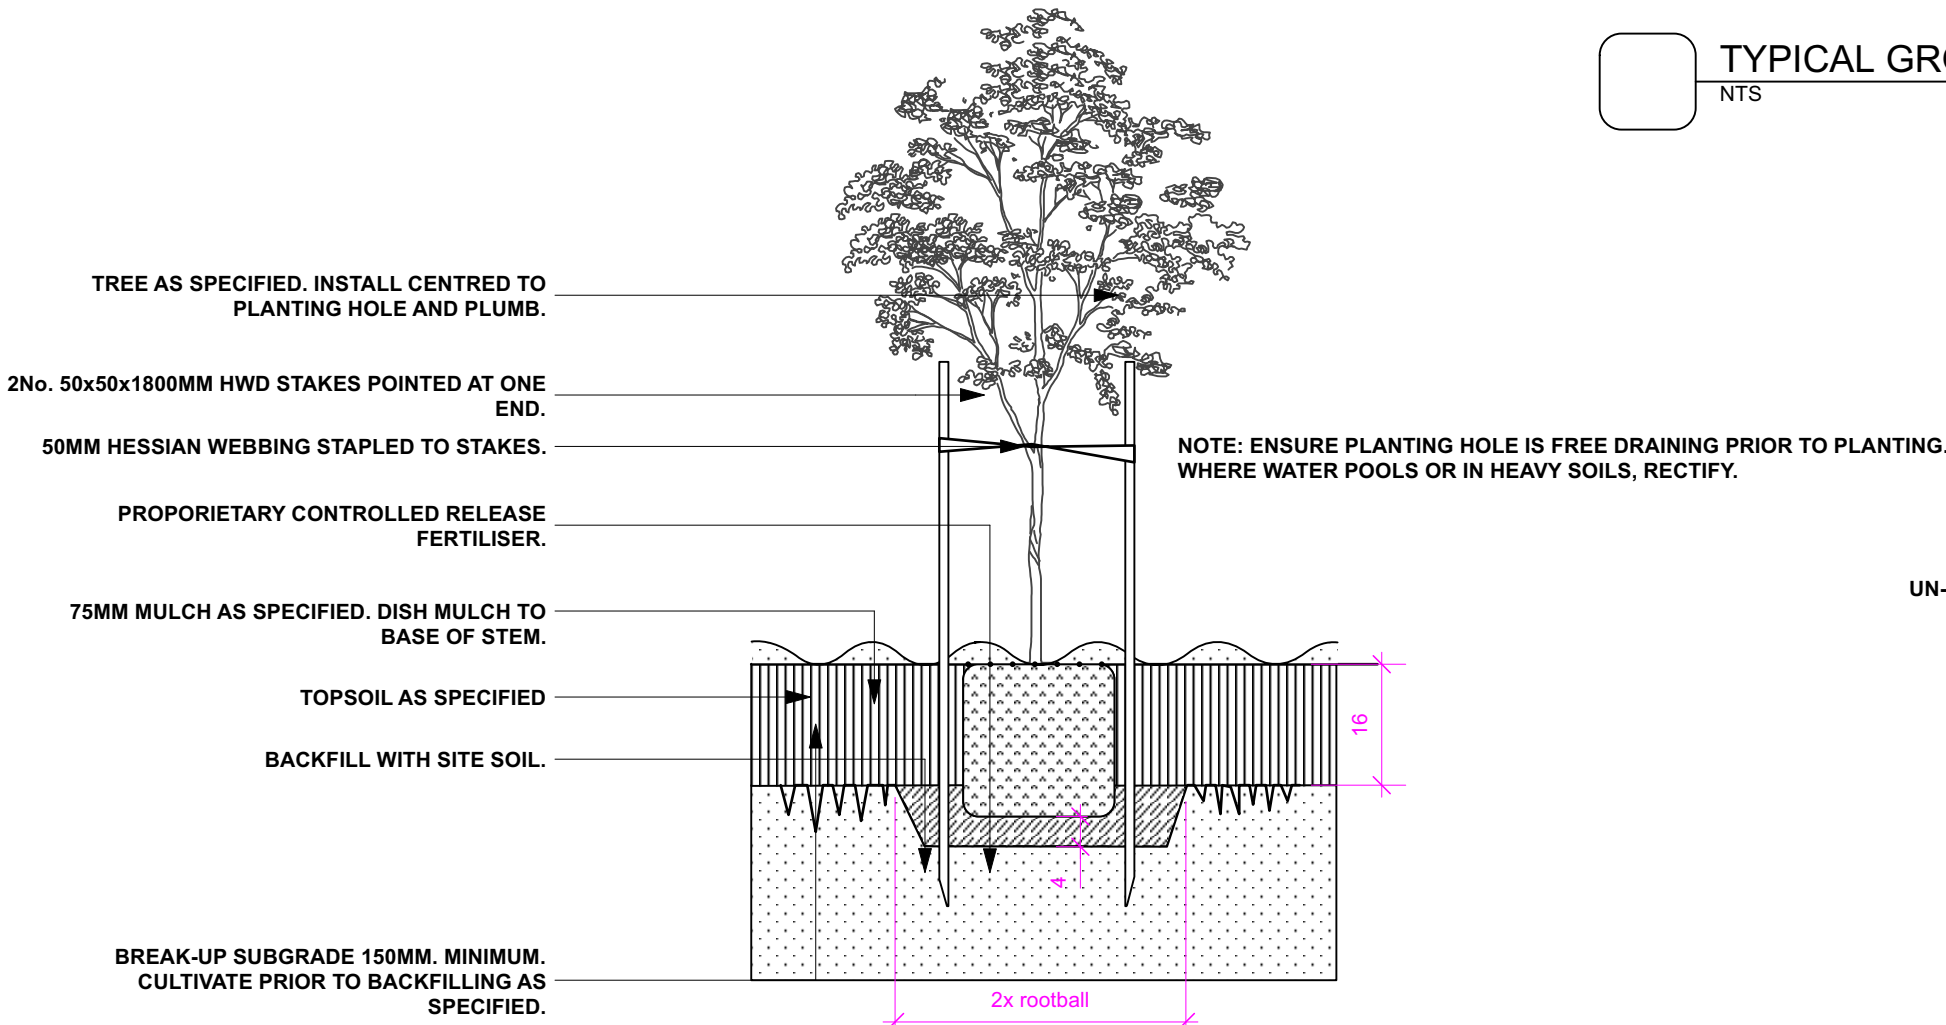 TYPICAL GR
NTS
TREE AS SPECIFIED. INSTALL CENTRED TO
PLANTING HOLE AND PLUMB.
2No. 50x50x1800MM HWD STAKES POINTED AT ONE
END.
50MM HESSIAN WEBBING STAPLED TO STAKES.
NOTE: ENSURE PLANTING HOLE IS FREE DRAINING PRIOR TO PLANTING.
WHERE WATER POOLS OR IN HEAVY SOILS, RECTIFY.
PROPORIETARY CONTROLLED RELEASE
FERTILISER.
UN-
75MM MULCH AS SPECIFIED. DISH MULCH TO
BASE OF STEM.
TOPSOIL AS SPECIFIED
16
BACKFILL WITH SITE SOIL.
4
BREAK-UP SUBGRADE 150MM. MINIMUM.
CULTIVATE PRIOR TO BACKFILLING AS
SPECIFIED.
2x rootball